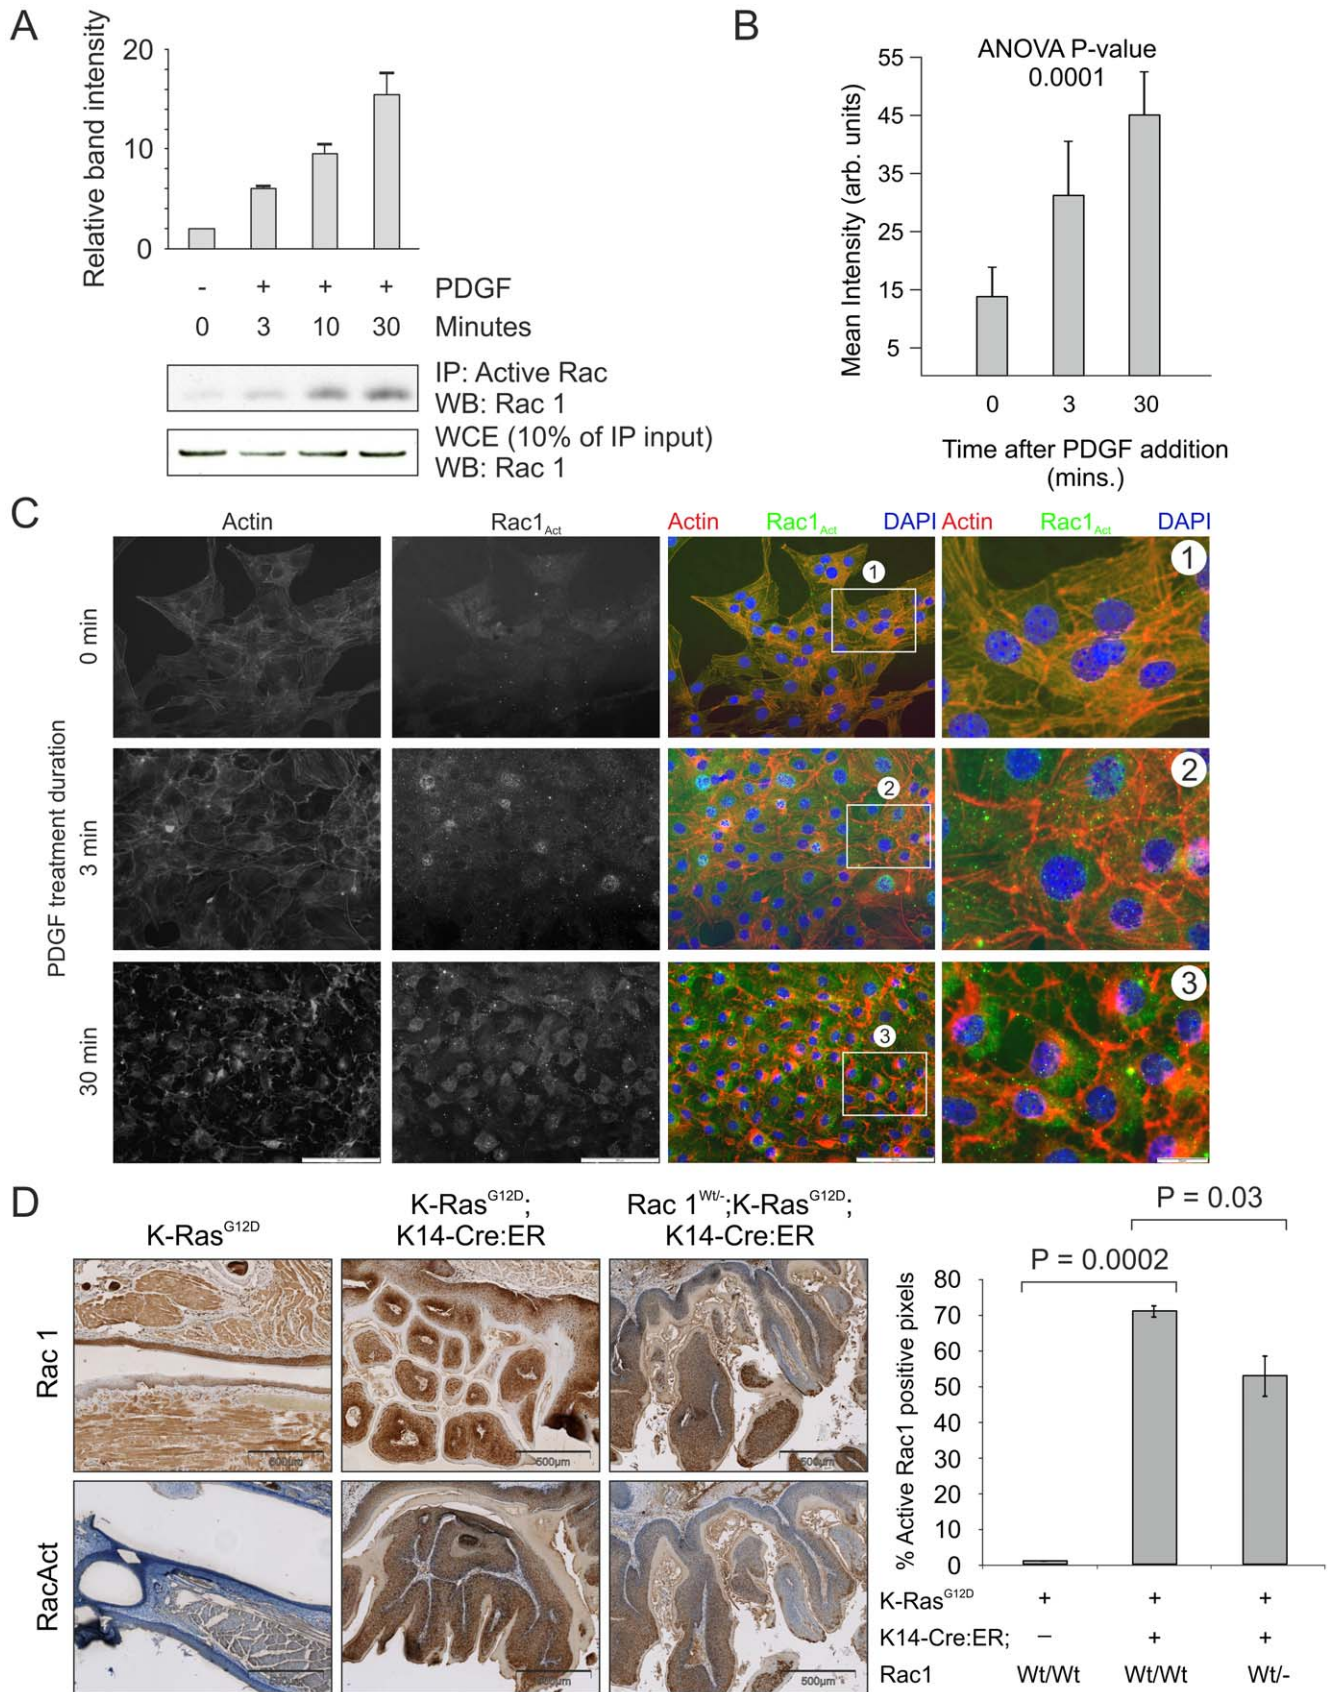 A
20
10
0
Relative band intensity
- + + + PDGF
0 3 10 30 Minutes
IP: Active Rac
WB: Rac 1
WCE (10% of IP input)
WB: Rac 1
B
ANOVA P-value
0.0001
55
45
35
25
15
5
Mean Intensity (arb. units)
0 3 30
Time after PDGF addition
(mins.)
C
Actin Rac1Act Actin Rac1Act DAPI Actin Rac1Act DAPI
PDGF treatment duration
0 min
1
1
3 min
2
2
30 min
3
3
D
K-RasG12D
K-RasG12D;
K14-Cre:ER
Rac 1Wt/-;K-RasG12D;
K14-Cre:ER
Rac 1
500µm
500µm
500µm
RacAct
500µm
500µm
500µm
P = 0.03
P = 0.0002
80
70
60
50
40
30
20
10
0
% Active Rac1 positive pixels
K-RasG12D + + +
K14-Cre:ER; – + +
Rac1 Wt/Wt Wt/Wt Wt/-